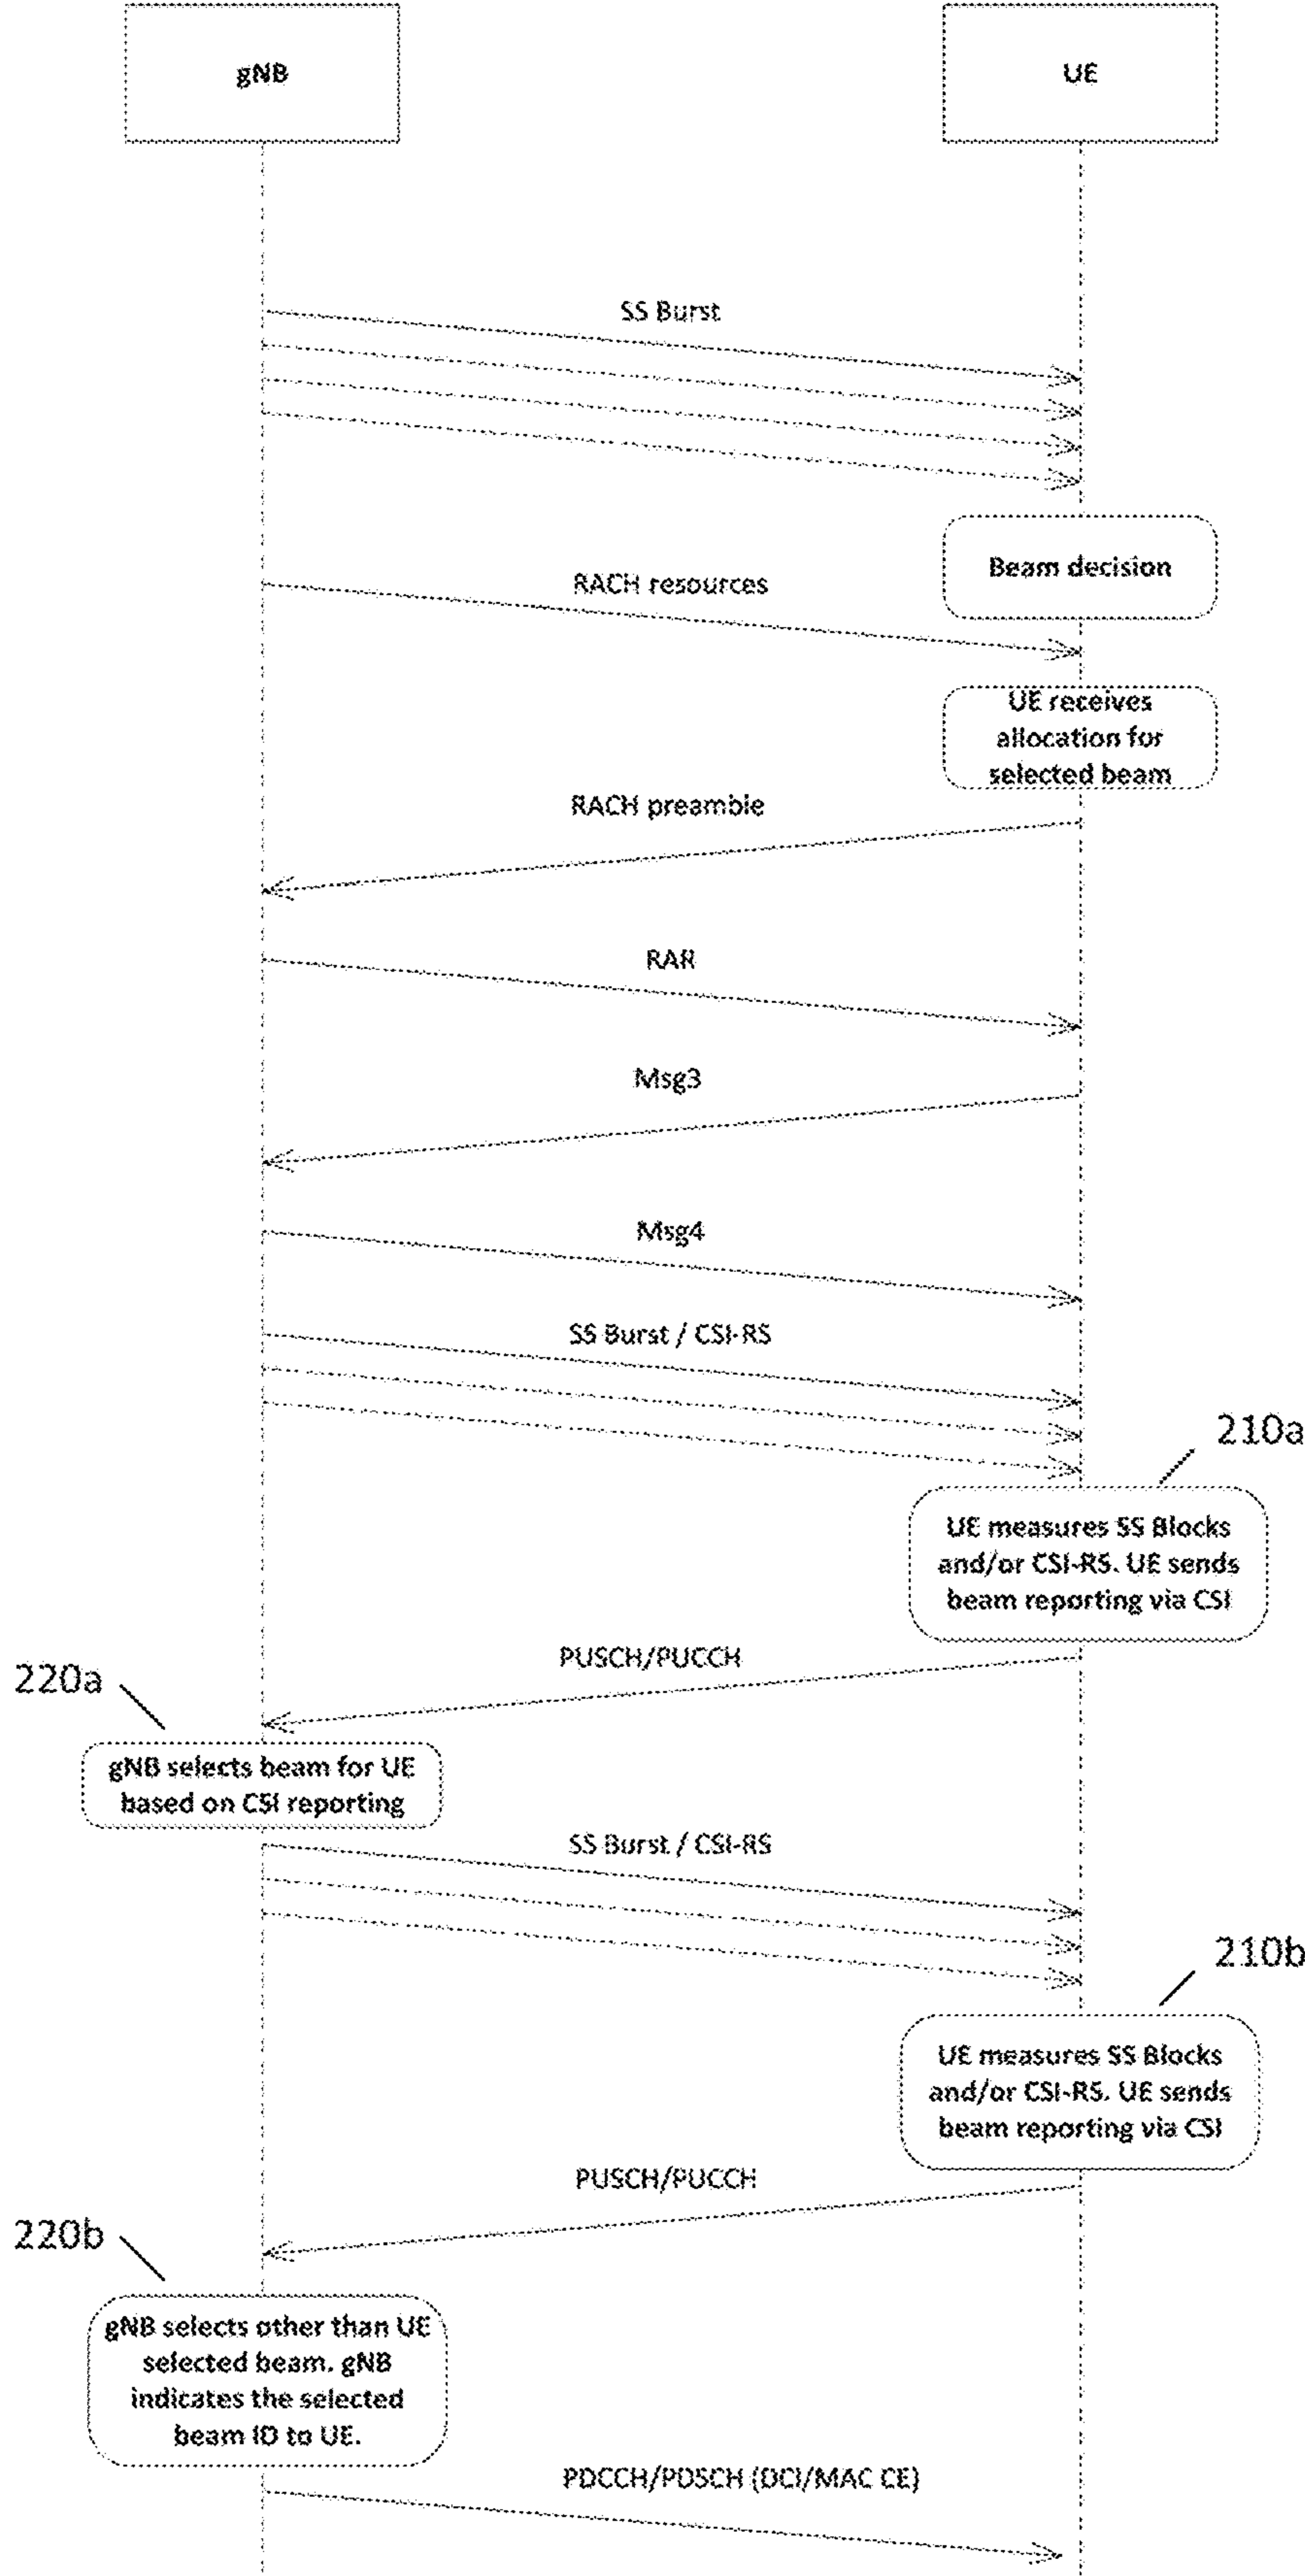 gNB
UE
SS Burst
Beam decision
RACH resources
UE receives
allocation for
selected beam
RACH preamble
RAR
Msg3
Msg4
SS Burst / CSI-RS
210a
UE measures SS Blocks
and/or CSI-RS. UE sends
beam reporting via CSI
PUSCH/PUCCH
220a
gNB selects beam for UE
based on CSI reporting
SS Burst / CSI-RS
210b
UE measures SS Blocks
and/or CSI-RS. UE sends
beam reporting via CSI
PUSCH/PUCCH
220b
gNB selects other than UE
selected beam. gNB
indicates the selected
beam ID to UE.
PDCCH/PDSCH (DCI/MAC CE)